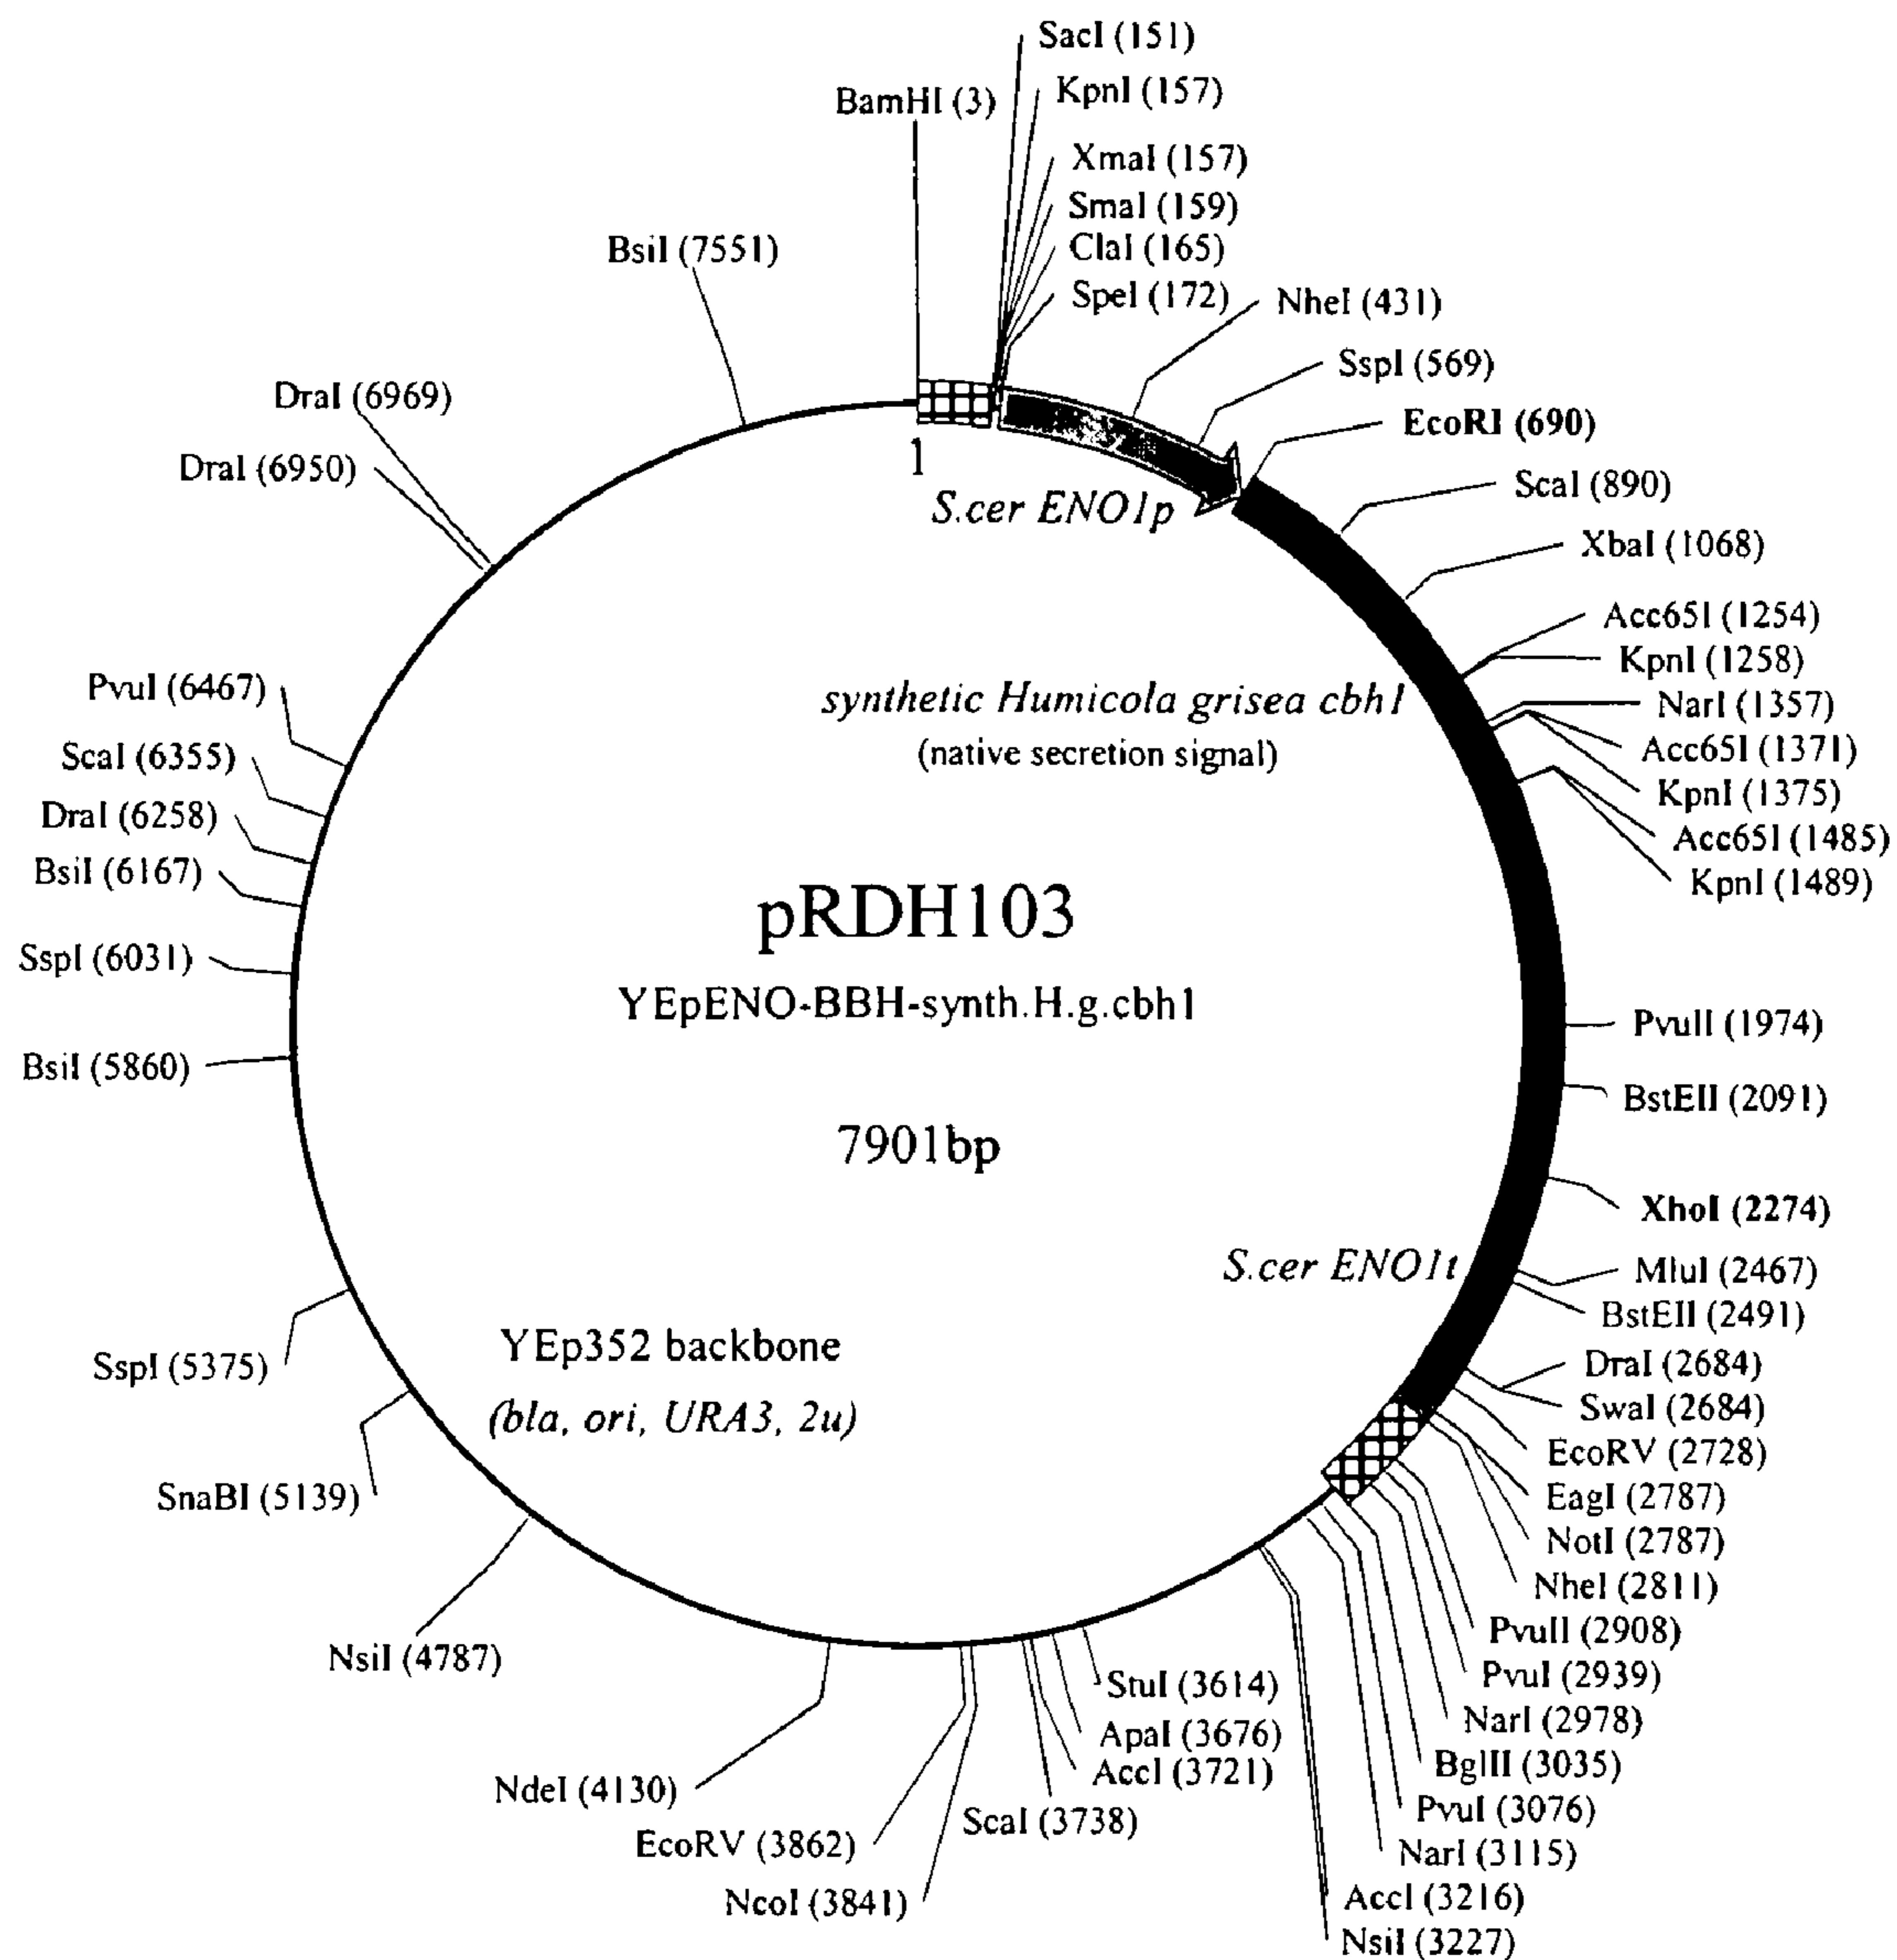 SacI (151)
BamHI (3)
KpnI (157)
XmaI (157)
SmaI (159)
ClaI (165)
SpeI (172)
BsiI (7551)
NheI (431)
SspI (569)
EcoRI (690)
DraI (6969)
DraI (6950)
1
S.cer ENO1p
ScaI (890)
XbaI (1068)
Acc65I (1254)
KpnI (1258)
NarI (1357)
Acc65I (1371)
KpnI (1375)
Acc65I (1485)
KpnI (1489)
PvuI (6467)
ScaI (6355)
DraI (6258)
BsiI (6167)
SspI (6031)
BsiI (5860)
synthetic Humicola grisea cbh1
(native secretion signal)
pRDH103
YEpENO-BBH-synth.H.g.cbh1
7901bp
PvuII (1974)
BstEII (2091)
XhoI (2274)
S.cer ENO1t
MluI (2467)
BstEII (2491)
DraI (2684)
SwaI (2684)
EcoRV (2728)
EagI (2787)
NotI (2787)
NheI (2811)
PvuII (2908)
PvuI (2939)
NarI (2978)
BglII (3035)
PvuI (3076)
NarI (3115)
AccI (3216)
NsiI (3227)
YEp352 backbone
(bla, ori, URA3, 2u)
SspI (5375)
SnaBI (5139)
NsiI (4787)
NdeI (4130)
EcoRV (3862)
NcoI (3841)
StuI (3614)
ApaI (3676)
AccI (3721)
ScaI (3738)